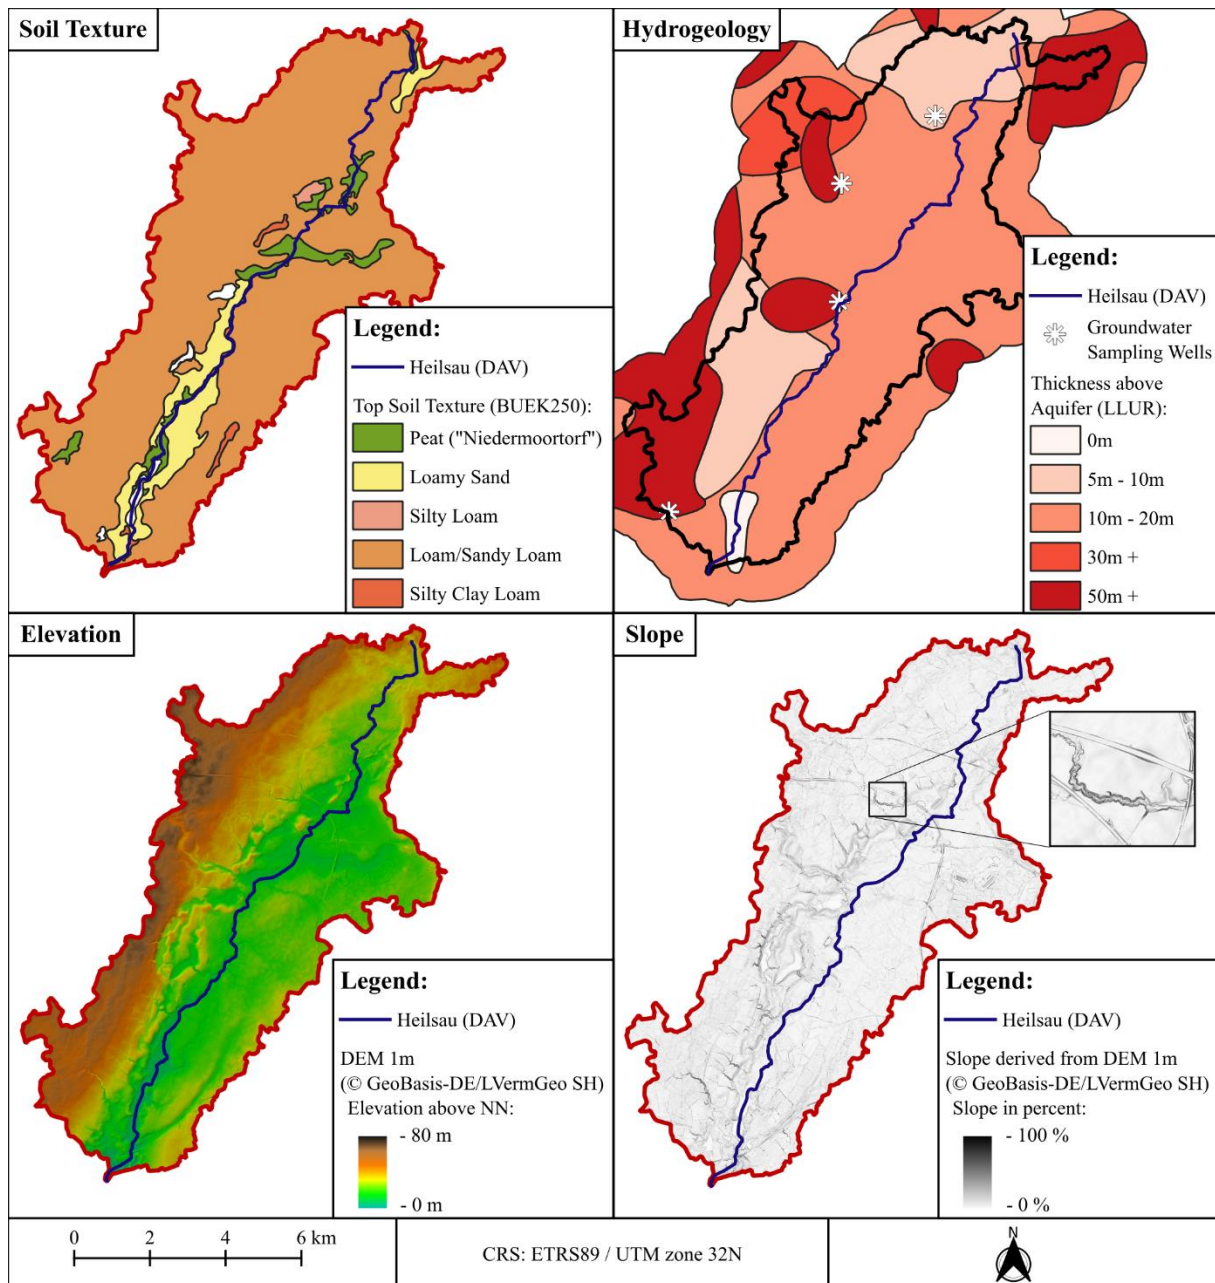 Soil Texture
Legend:
Heilsau (DAV)
Top Soil Texture (BUEK250):
Peat ("Niedermoortorf")
Loamy Sand
Silty Loam
Loam/Sandy Loam
Silty Clay Loam
Hydrogeology
Legend:
Heilsau (DAV)
Groundwater
Sampling Wells
Thickness above
Aquifer (LLUR):
0m
5m - 10m
10m - 20m
30m +
50m +
Elevation
Legend:
Heilsau (DAV)
DEM 1m
(© GeoBasis-DE/LVermGeo SH)
Elevation above NN:
- 80 m
- 0 m
Slope
Legend:
Heilsau (DAV)
Slope derived from DEM 1m
(© GeoBasis-DE/LVermGeo SH)
Slope in percent:
- 100 %
- 0 %
0 2 4 6 km
CRS: ETRS89 / UTM zone 32N
N